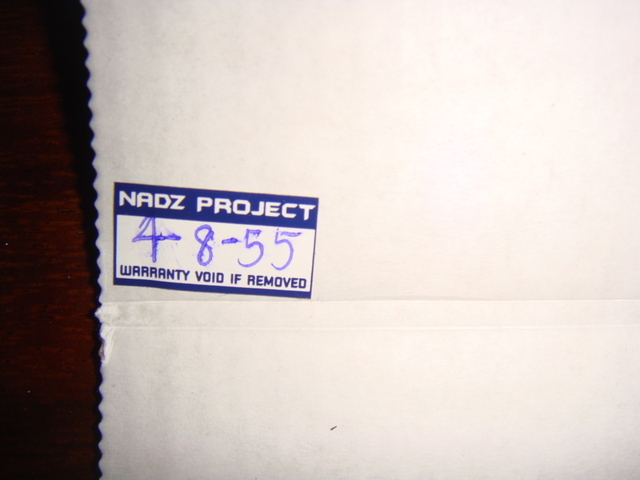 NADZ PROJECT
4-8-55
WARRANTY VOID IF REMOVED